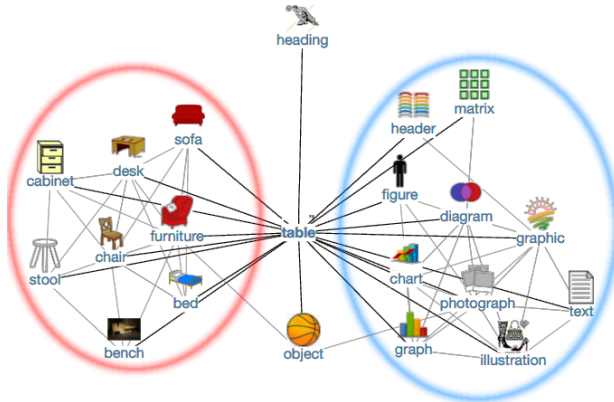 heading
sofa
matrix
header
desk
cabinet
figure
diagram
furniture
table
graphic
chair
stool
chart
bed
photograph
text
bench
object
graph
illustration